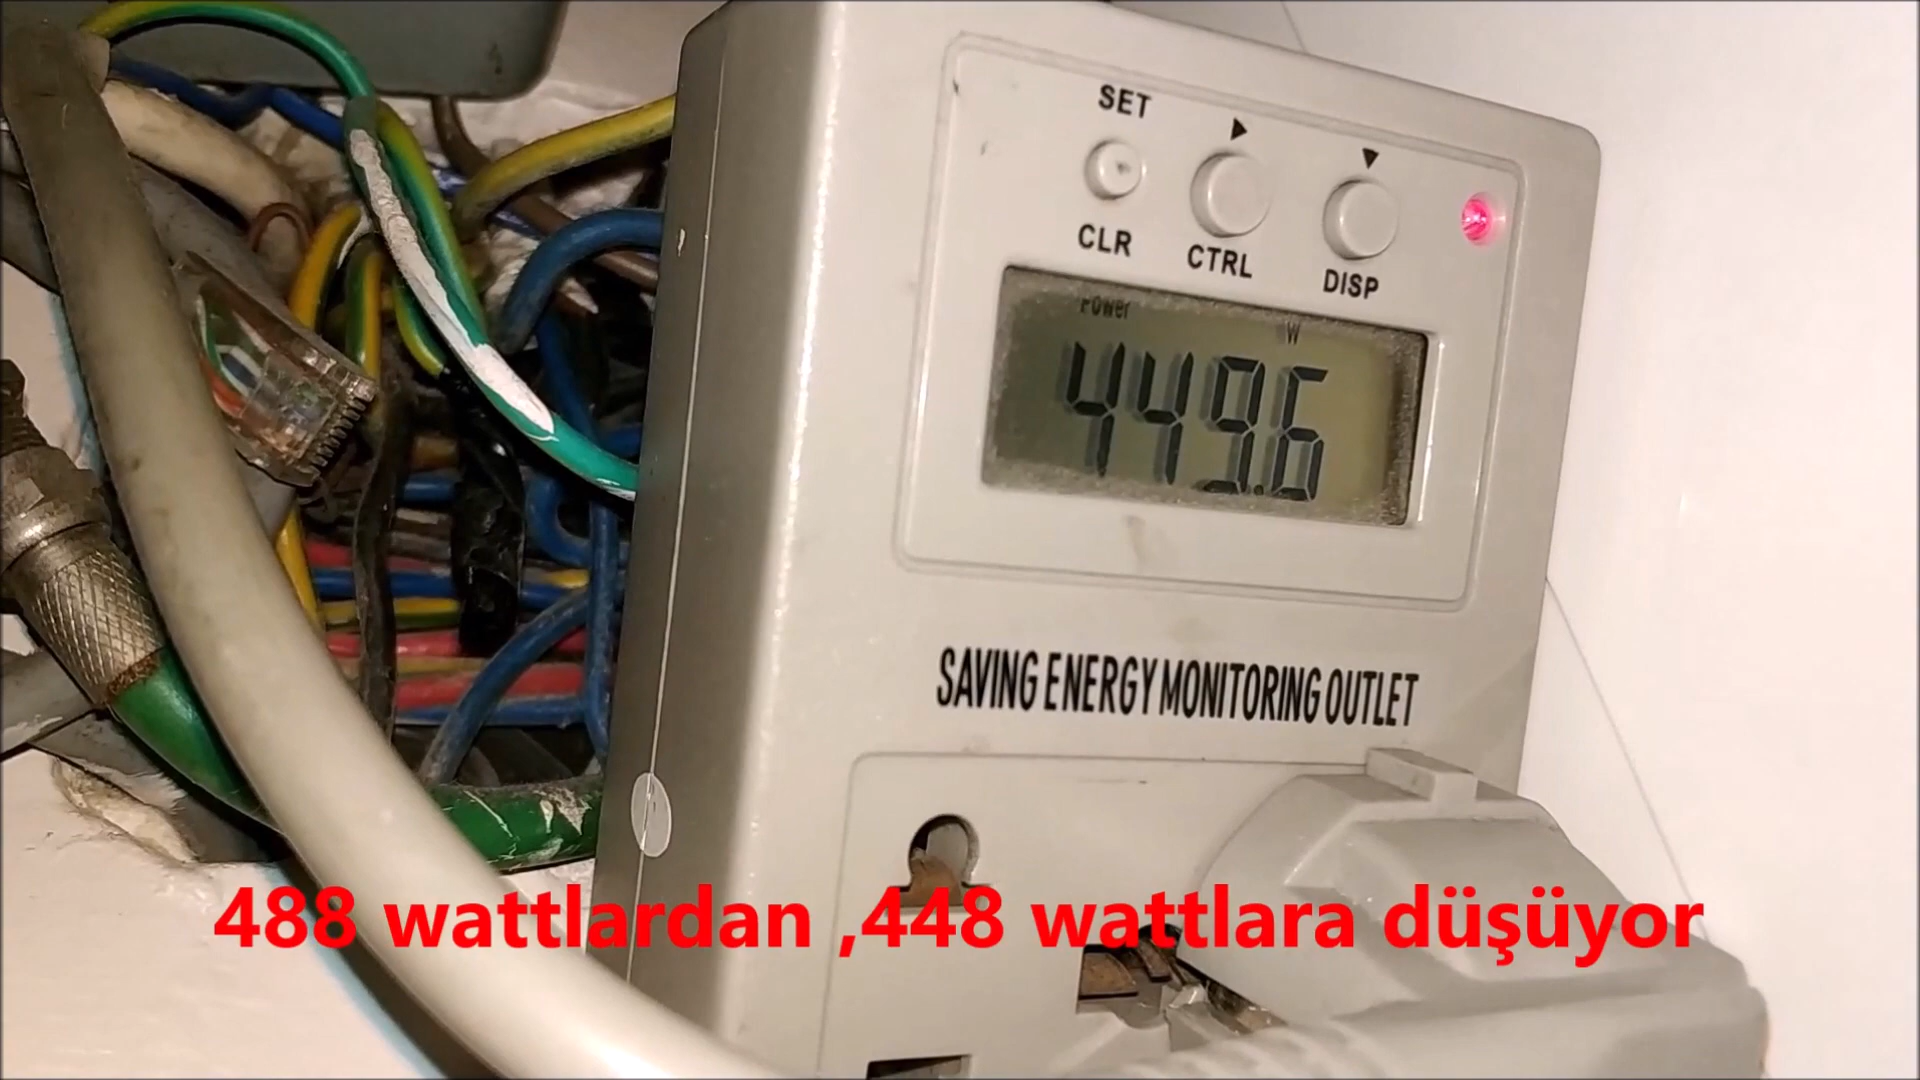 SET
CLR
CTRL
DISP
Power
W
449.6
SAVING ENERGY MONITORING OUTLET
488 wattlardan ,448 wattlara düşüyor